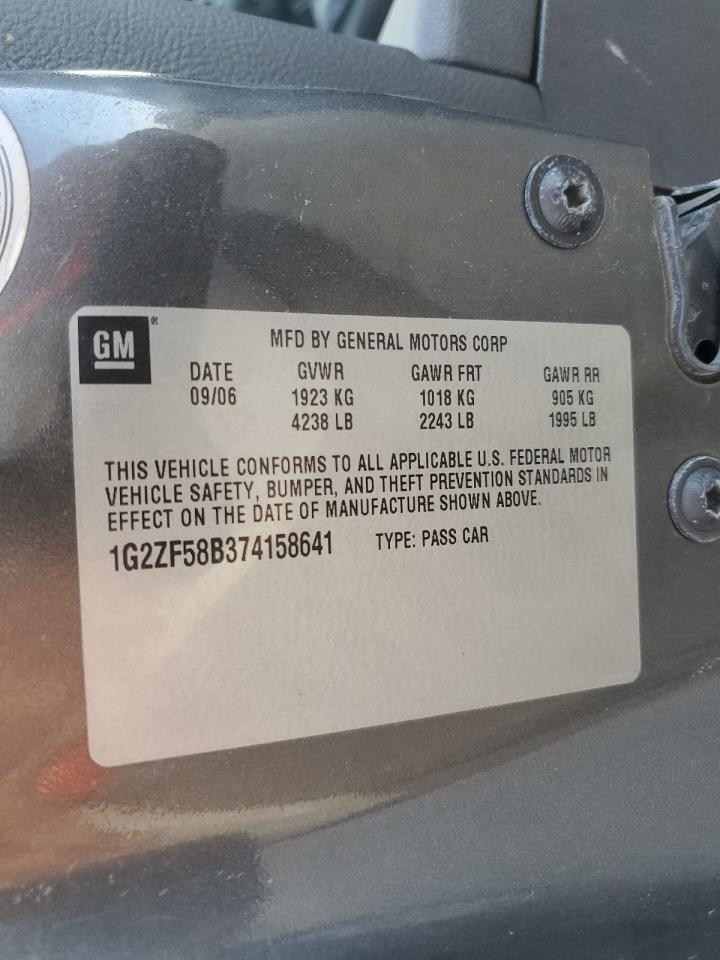 GM®
MFD BY GENERAL MOTORS CORP
DATE GVWR GAWR FRT GAWR RR
09/06 1923 KG 1018 KG 905 KG
4238 LB 2243 LB 1995 LB
THIS VEHICLE CONFORMS TO ALL APPLICABLE U.S. FEDERAL MOTOR
VEHICLE SAFETY, BUMPER, AND THEFT PREVENTION STANDARDS IN
EFFECT ON THE DATE OF MANUFACTURE SHOWN ABOVE.
1G2ZF58B374158641 TYPE: PASS CAR